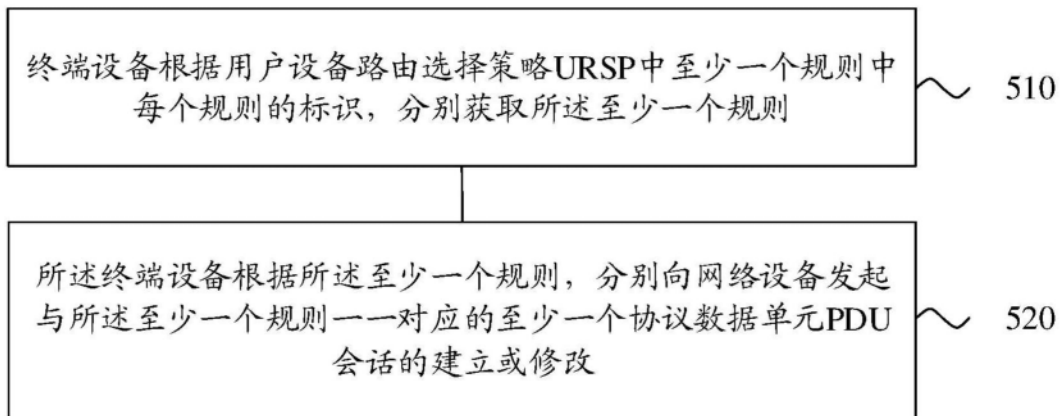 终端设备根据用户设备路由选择策略URSP中至少一个规则中
每个规则的标识，分别获取所述至少一个规则
510
所述终端设备根据所述至少一个规则，分别向网络设备发起
与所述至少一个规则一一对应的至少一个协议数据单元PDU
会话的建立或修改
520